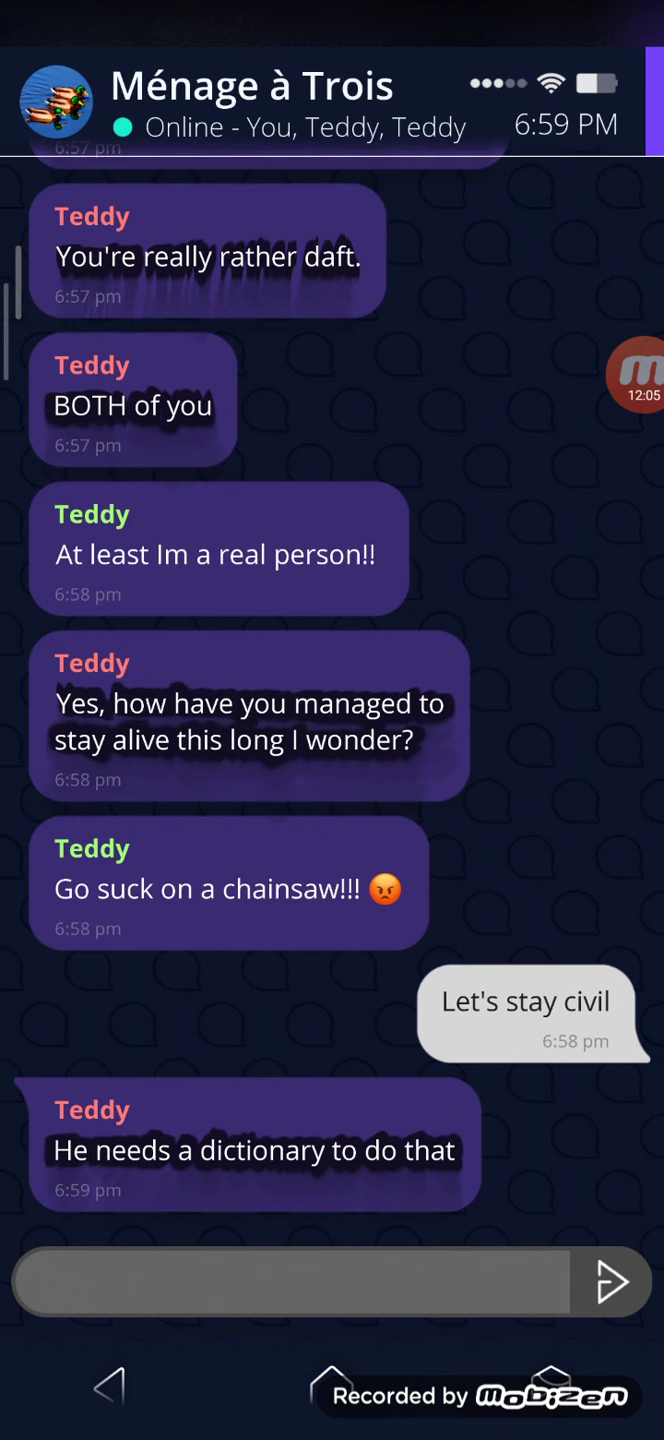 Ménage à Trois
Online - You, Teddy, Teddy
6:59 PM
6:57 pm
Teddy
You're really rather daft.
6:57 pm
Teddy
BOTH of you
6:57 pm
m
12:05
Teddy
At least Im a real person!!
6:58 pm
Teddy
Yes, how have you managed to
stay alive this long I wonder?
6:58 pm
Teddy
Go suck on a chainsaw!!! 😡
6:58 pm
Let's stay civil
6:58 pm
Teddy
He needs a dictionary to do that
6:59 pm
Recorded by mobizen